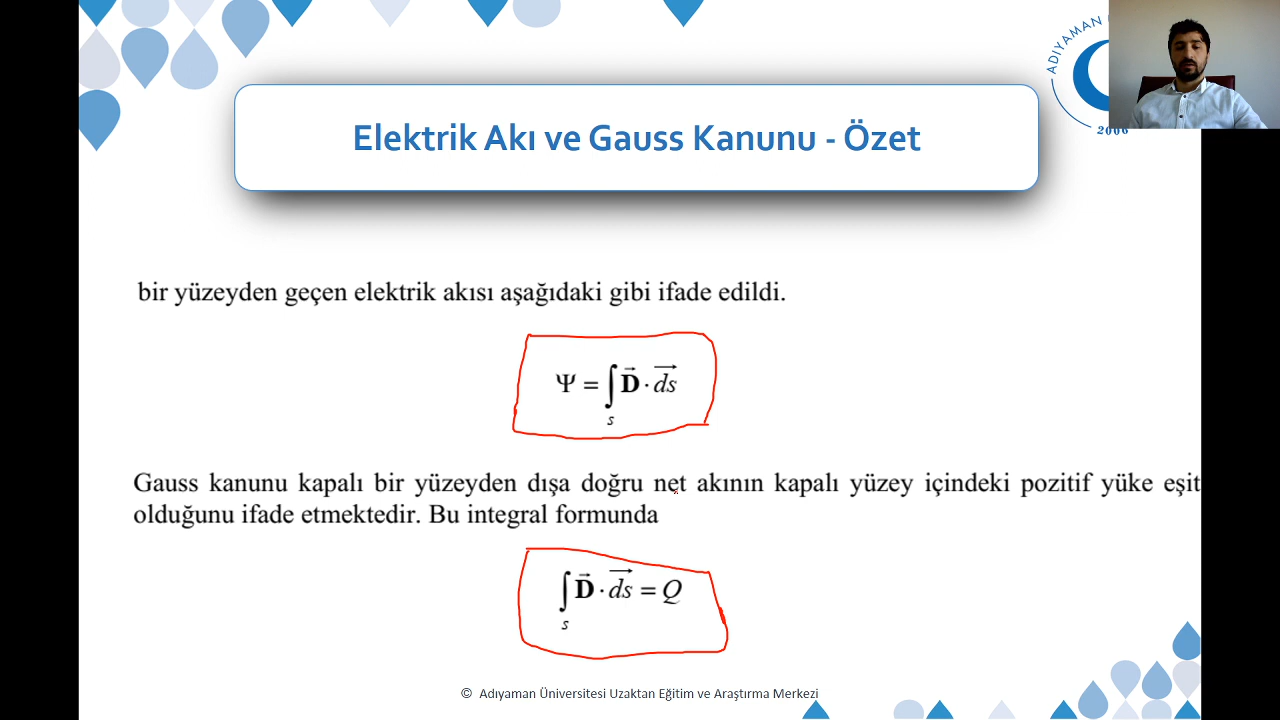 ADIYAMAN
2006
Elektrik Akı ve Gauss Kanunu - Özet
bir yüzeyden geçen elektrik akısı aşağıdaki gibi ifade edildi.
Ψ = ∫ₛ D⃗ · d⃗s
Gauss kanunu kapalı bir yüzeyden dışa doğru net akının kapalı yüzey içindeki pozitif yüke eşit
olduğunu ifade etmektedir. Bu integral formunda
∫ₛ D⃗ · d⃗s = Q
© Adıyaman Üniversitesi Uzaktan Eğitim ve Araştırma Merkezi